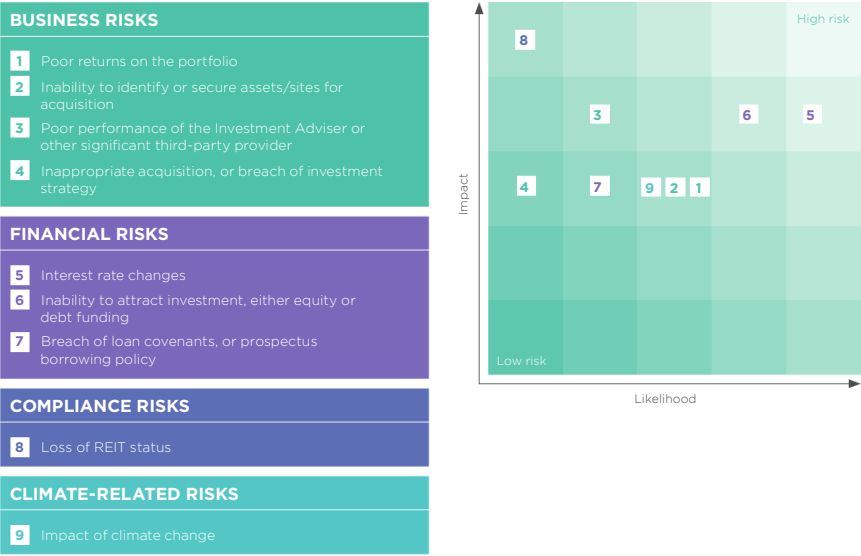 BUSINESS RISKS
1 Poor returns on the portfolio
2 Inability to identify or secure assets/sites for
acquisition
3 Poor performance of the Investment Adviser or
other significant third-party provider
4 Inappropriate acquisition, or breach of investment
strategy
FINANCIAL RISKS
5 Interest rate changes
6 Inability to attract investment, either equity or
debt funding
7 Breach of loan covenants, or prospectus
borrowing policy
COMPLIANCE RISKS
8 Loss of REIT status
CLIMATE-RELATED RISKS
9 Impact of climate change
High risk
8
3 6 5
Impact
4 7 9 2 1
Low risk
Likelihood